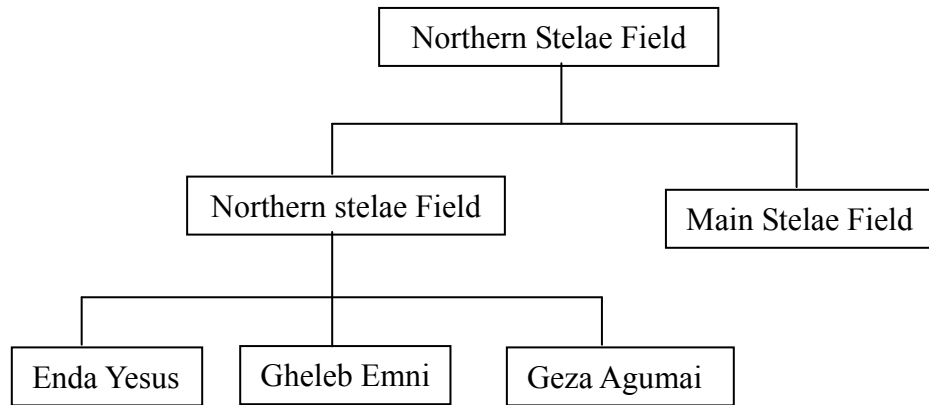 Northern Stelae Field
Northern stelae Field
Main Stelae Field
Enda Yesus
Gheleb Emni
Geza Agumai